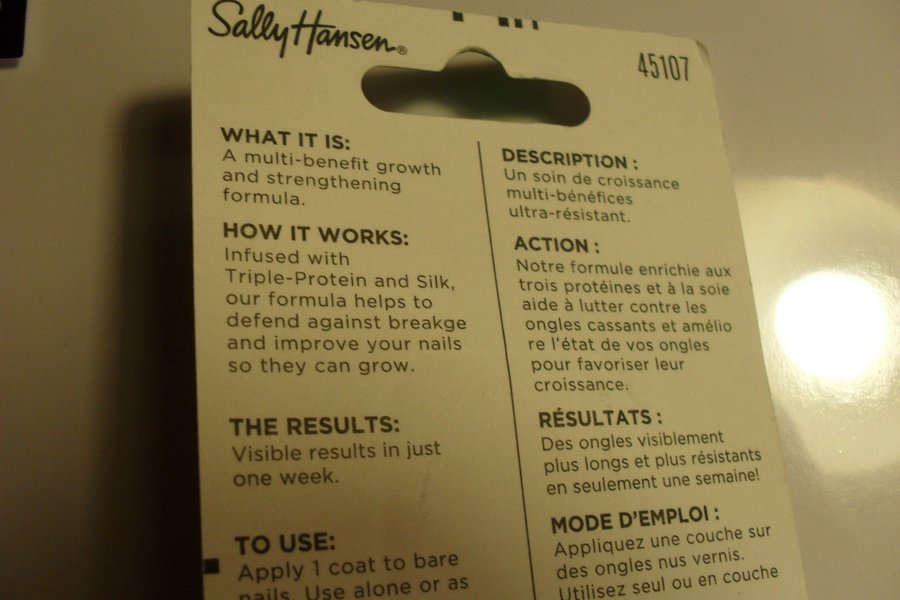 Sally Hansen®
45107
WHAT IT IS:
A multi-benefit growth
and strengthening
formula.
HOW IT WORKS:
Infused with
Triple-Protein and Silk,
our formula helps to
defend against breakge
and improve your nails
so they can grow.
THE RESULTS:
Visible results in just
one week.
TO USE:
Apply 1 coat to bare
nails. Use alone or as
DESCRIPTION :
Un soin de croissance
multi-bénéfices
ultra-résistant.
ACTION :
Notre formule enrichie aux
trois protéines et à la soie
aide à lutter contre les
ongles cassants et amélio
re l'état de vos ongles
pour favoriser leur
croissance.
RÉSULTATS :
Des ongles visiblement
plus longs et plus résistants
en seulement une semaine!
MODE D'EMPLOI :
Appliquez une couche sur
des ongles nus vernis.
Utilisez seul ou en couche